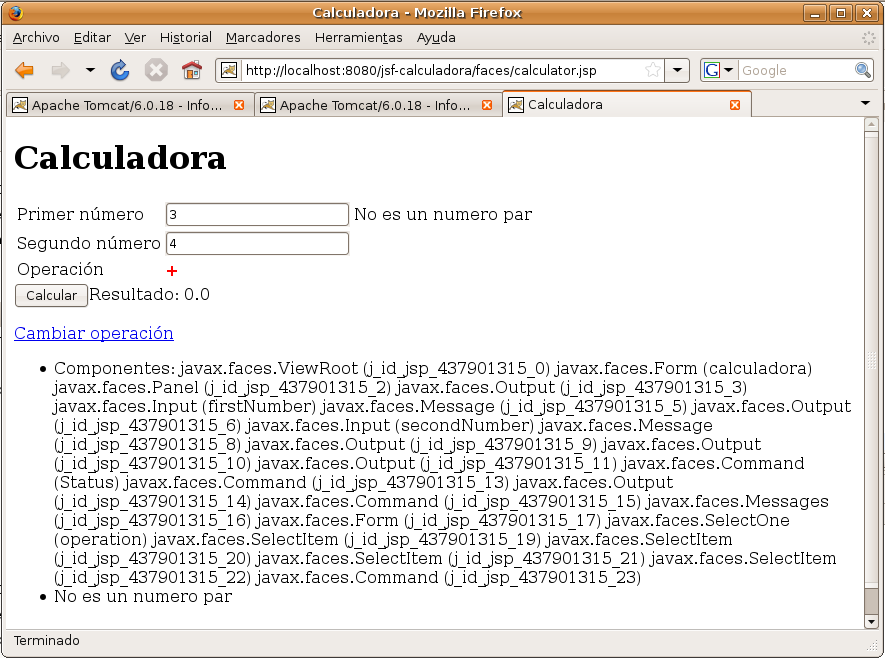 Calculadora - Mozilla Firefox
Archivo Editar Ver Historial Marcadores Herramientas Ayuda
http://localhost:8080/jsf-calculadora/faces/calculator.jsp
G Google
Apache Tomcat/6.0.18 - Info... Apache Tomcat/6.0.18 - Info... Calculadora
Calculadora
Primer número 3 No es un numero par
Segundo número 4
Operación +
Calcular Resultado: 0.0
Cambiar operación
• Componentes: javax.faces.ViewRoot (j_id_jsp_437901315_0) javax.faces.Form (calculadora)
javax.faces.Panel (j_id_jsp_437901315_2) javax.faces.Output (j_id_jsp_437901315_3)
javax.faces.Input (firstNumber) javax.faces.Message (j_id_jsp_437901315_5) javax.faces.Output
(j_id_jsp_437901315_6) javax.faces.Input (secondNumber) javax.faces.Message
(j_id_jsp_437901315_8) javax.faces.Output (j_id_jsp_437901315_9) javax.faces.Output
(j_id_jsp_437901315_10) javax.faces.Output (j_id_jsp_437901315_11) javax.faces.Command
(Status) javax.faces.Command (j_id_jsp_437901315_13) javax.faces.Output
(j_id_jsp_437901315_14) javax.faces.Command (j_id_jsp_437901315_15) javax.faces.Messages
(j_id_jsp_437901315_16) javax.faces.Form (j_id_jsp_437901315_17) javax.faces.SelectOne
(operation) javax.faces.SelectItem (j_id_jsp_437901315_19) javax.faces.SelectItem
(j_id_jsp_437901315_20) javax.faces.SelectItem (j_id_jsp_437901315_21) javax.faces.SelectItem
(j_id_jsp_437901315_22) javax.faces.Command (j_id_jsp_437901315_23)
• No es un numero par
Terminado